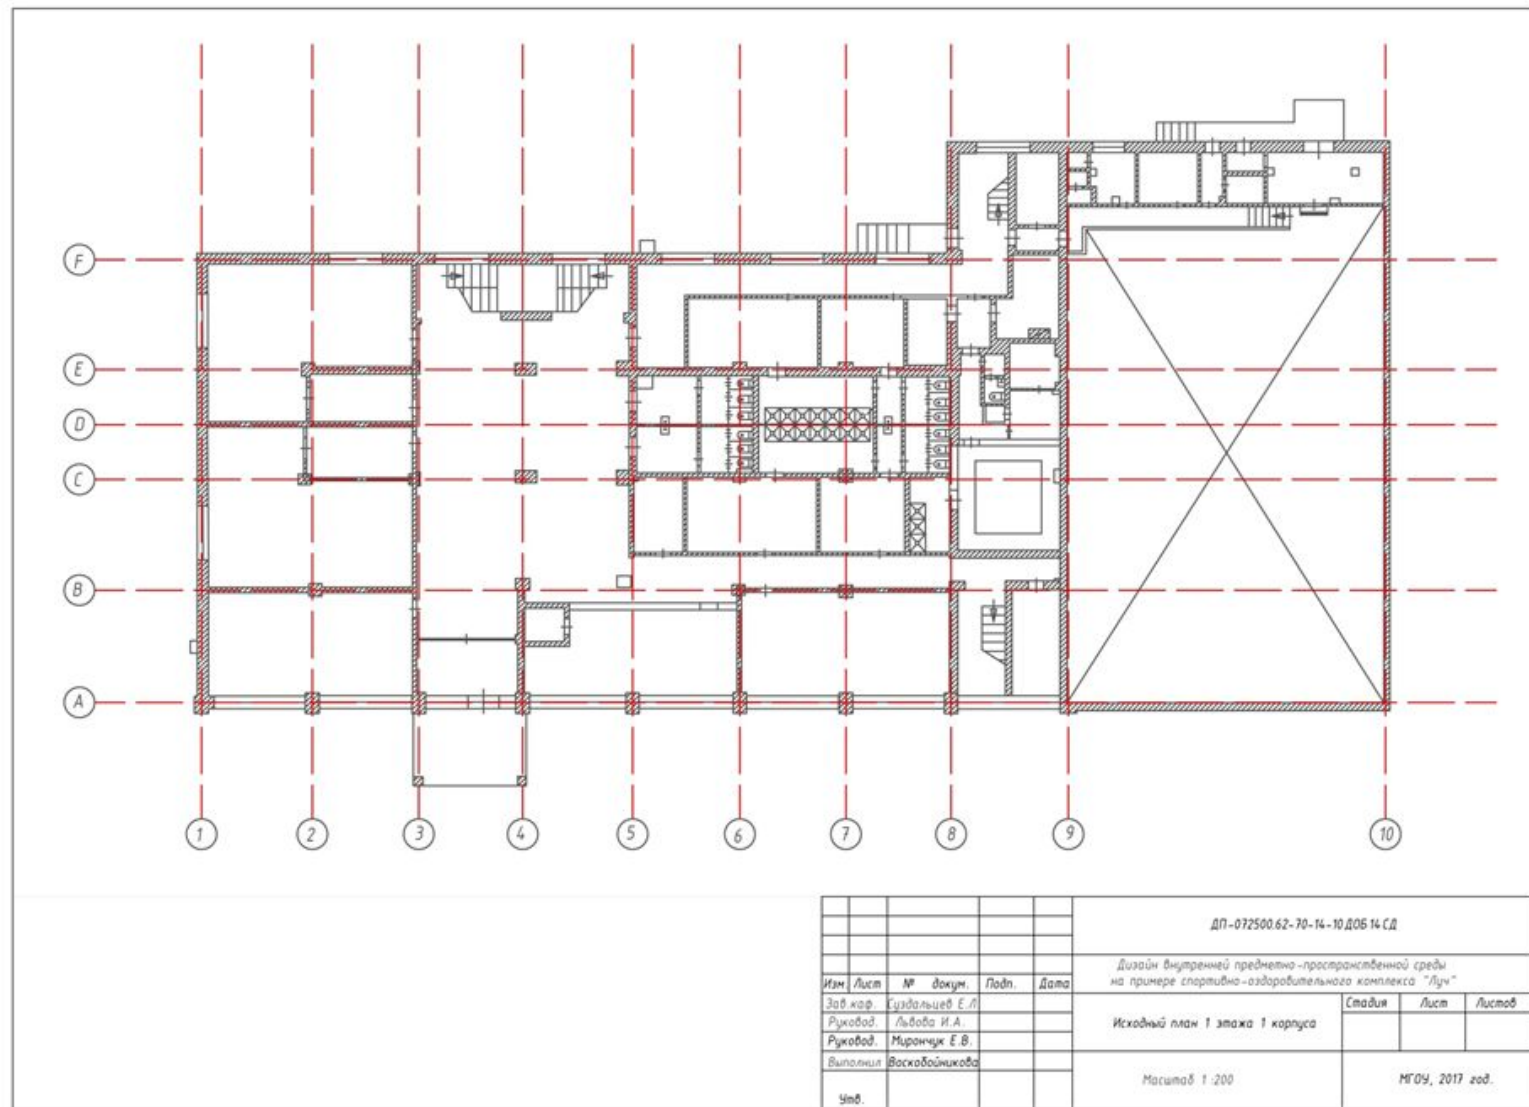 F
E
D
C
B
A
1 2 3 4 5 6 7 8 9 10
ДП-072500.62-70-14-10 ДОБ 14 СД
Дизайн внутренней предметно-пространственной среды
на примере спортивно-оздоровительного комплекса "Луч"
Изм. Лист № докум. Подп. Дата
Зав.каф. Суздальцев Е.Л
Руковод. Львова И.А.
Руковод. Мирончук Е.В.
Выполнил Воскобойникова
Утв.
Исходный план 1 этажа 1 корпуса
Стадия Лист Листов
Масштаб 1:200
МГОУ, 2017 год.